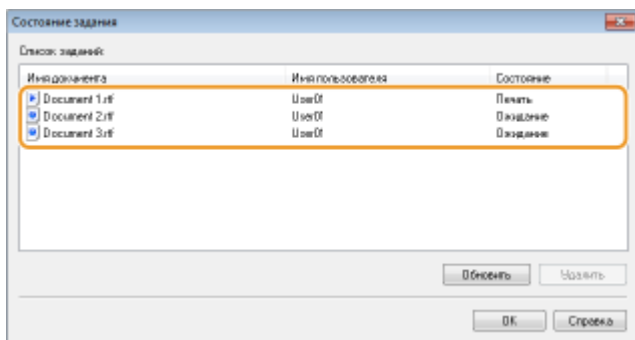 Состояние задания
Список заданий:
Имя документа Имя пользователя Состояние
Document 1.rtf User01 Печать
Document 2.rtf User01 Ожидание
Document 3.rtf User01 Ожидание
Обновить Удалить
OK Справка